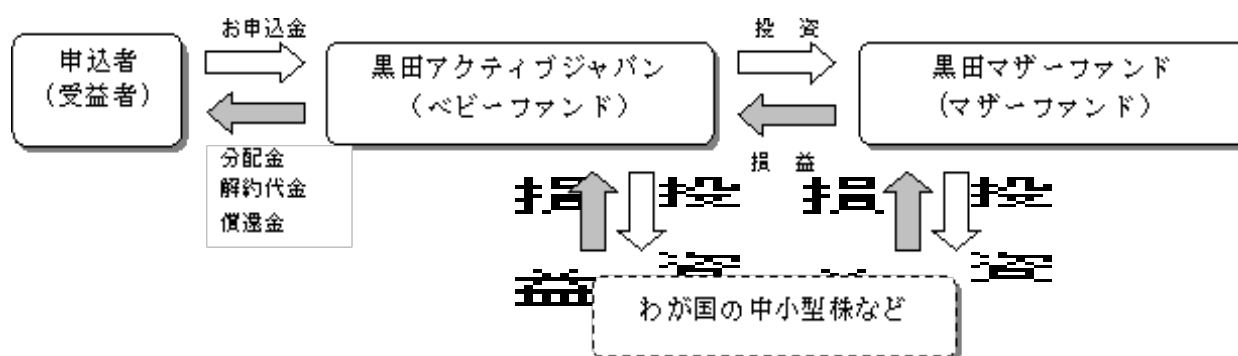 お申込金
投 資
申込者
(受益者)
黒田アクティブジャパン
(ベビーファンド)
黒田マザーファンド
(マザーファンド)
分配金
解約代金
償還金
損 益
損 投 損 投
益 資 資
わが国の中小型株など